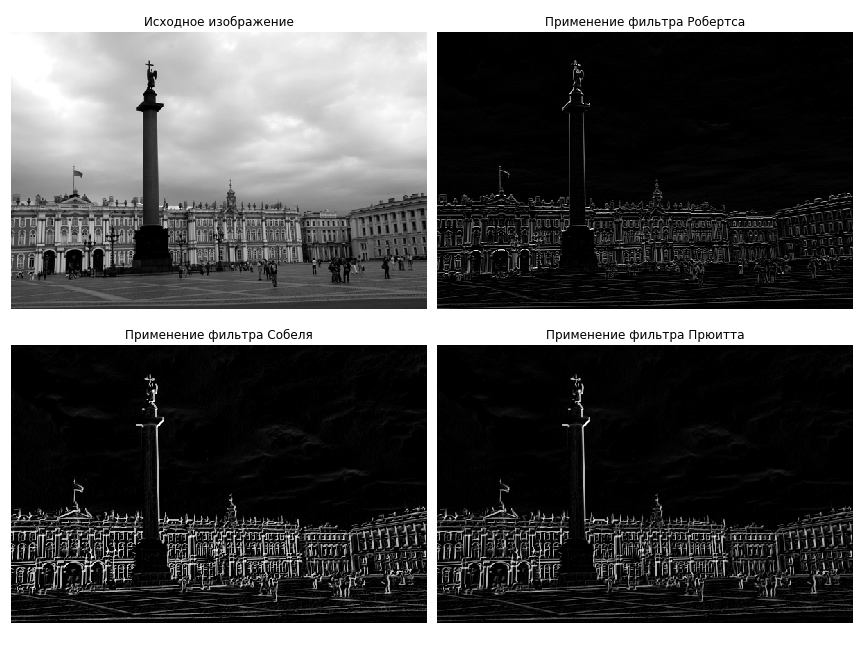 Исходное изображение
Применение фильтра Робертса
Применение фильтра Собеля
Применение фильтра Прюитта